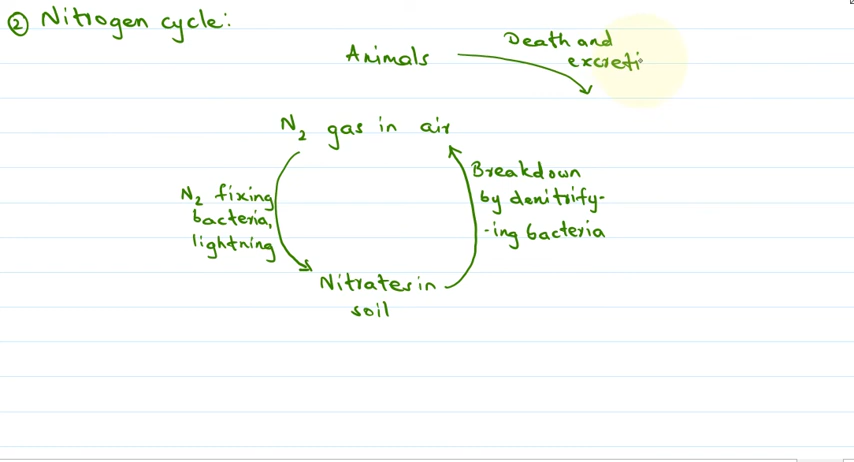 ② Nitrogen cycle:
Animals
Death and
excreti
N₂ gas in air
N₂ fixing
bacteria,
lightning
Breakdown
by denitrify-
-ing bacteria
Nitrates in
soil